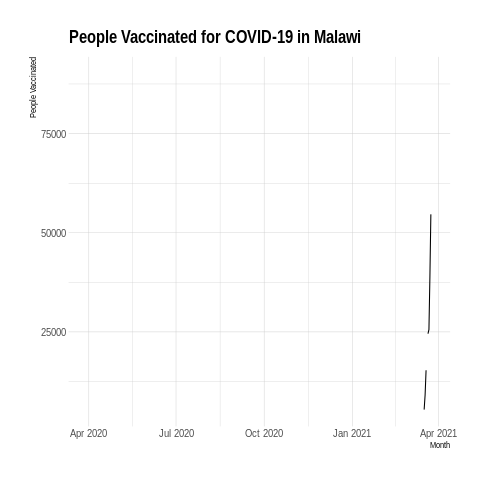 People Vaccinated for COVID-19 in Malawi
People Vaccinated
75000
50000
25000
Apr 2020 Jul 2020 Oct 2020 Jan 2021 Apr 2021
Month